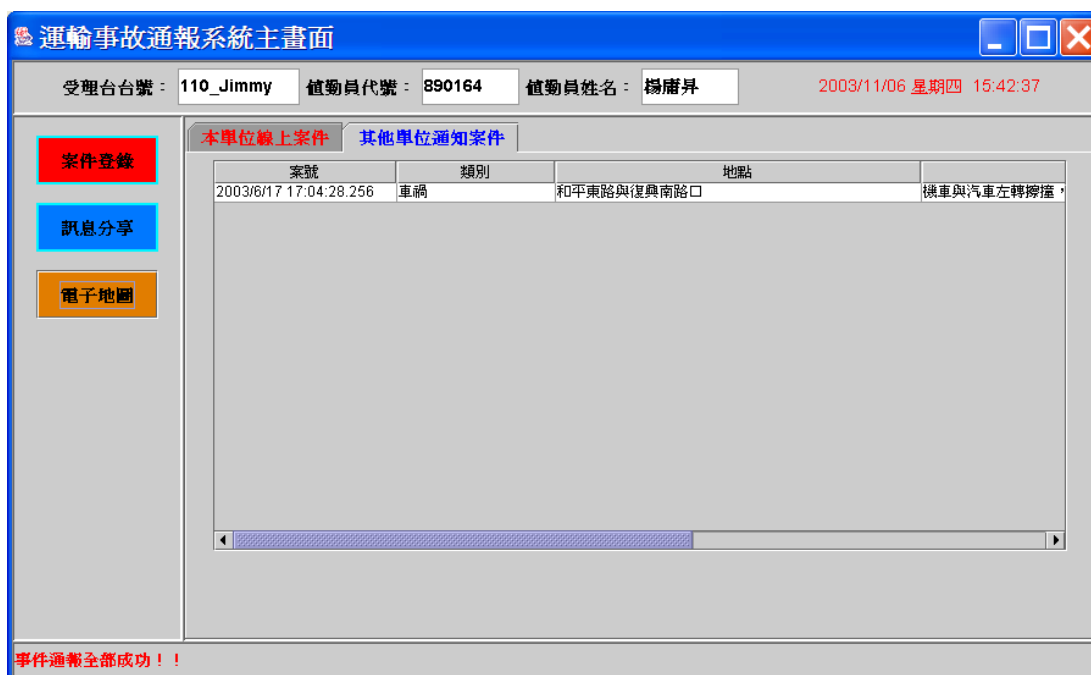 運輸事故通報系統主畫面
受理台台號: 110_Jimmy 值勤員代號: 890164 值勤員姓名: 楊庸昇 2003/11/06 星期四 15:42:37
本單位線上案件 其他單位通知案件
案件登錄
案號 類別 地點
2003/6/17 17:04:28.256 車禍 和平東路與復興南路口 機車與汽車左轉擦撞,
訊息分享
電子地圖
事件通報全部成功!!